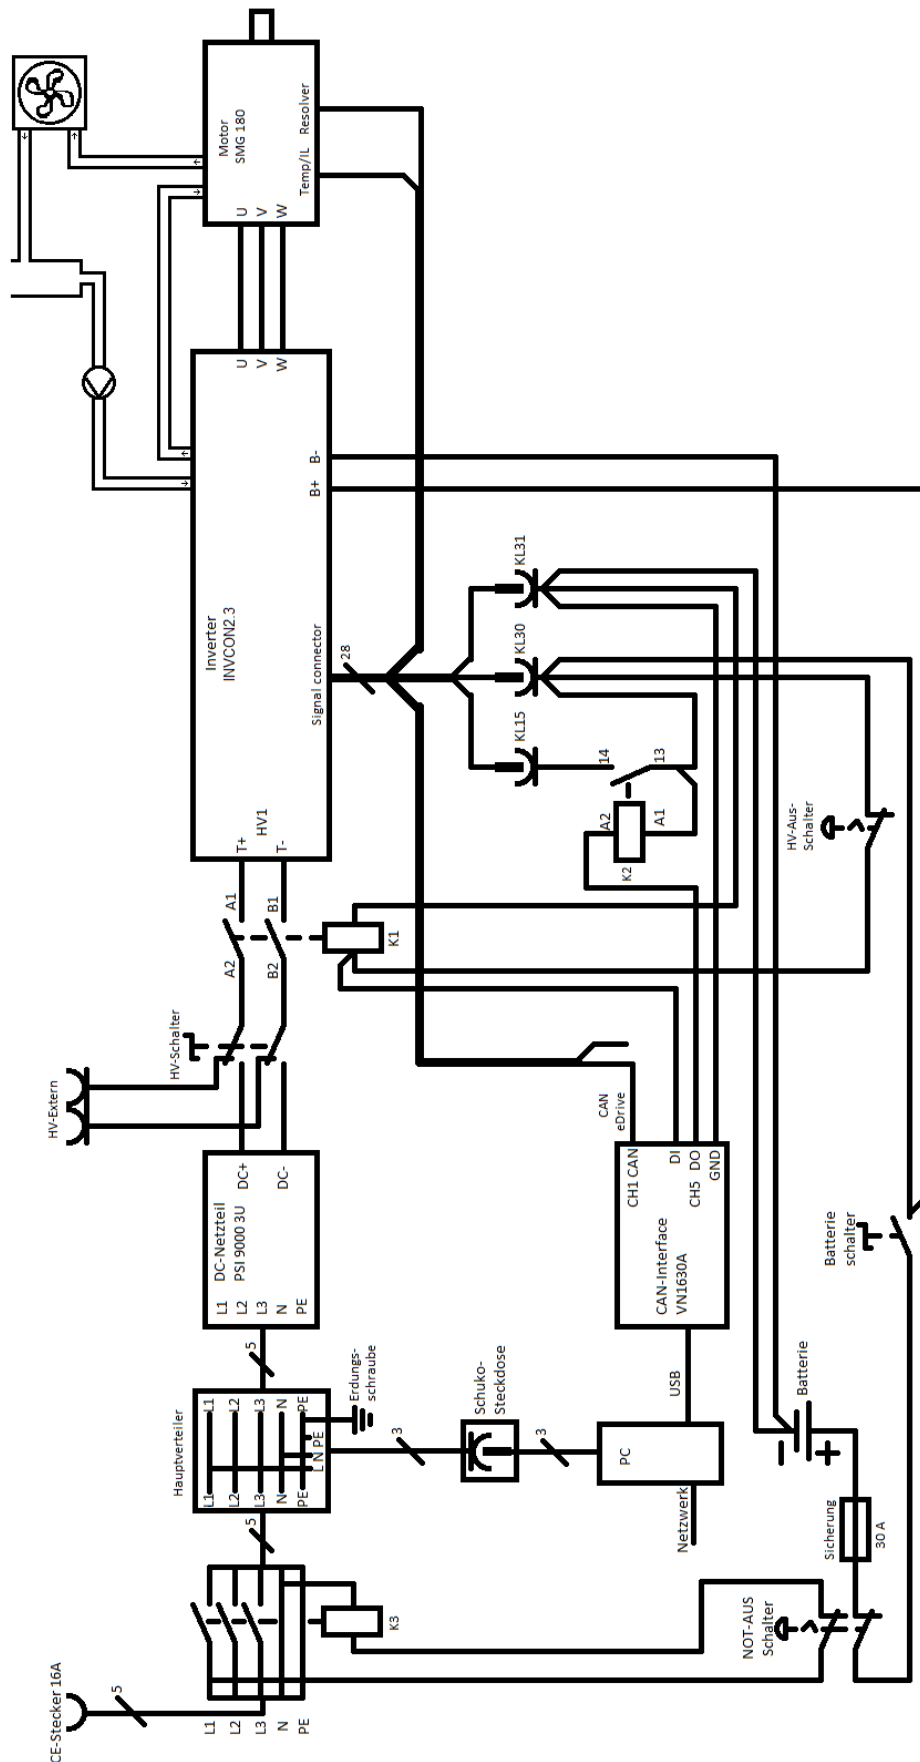 Motor
SMG 180
Resolver
Temp/IL
U
V
W
U
V
W
Inverter
INVCON2.3
B-
B+
Signal connector
28
HV1
T+
T-
KL31
KL30
KL15
14
13
A2
A1
K2
HV-Aus-
Schalter
A1
A2
B1
B2
K1
HV-Schalter
HV-Extern
DC-Netzteil
PSI 9000 3U
DC+
DC-
L1
L2
L3
N
PE
5
CAN
eDrive
CH1 CAN
DI
DO
CH5
GND
CAN-Interface
VN1630A
Batterie
schalter
Hauptverteiler
L1
L2
L3
N
PE
L1
L2
L3
N
PE
L N PE
Erdungs-
schraube
3
Schuko-
Steckdose
3
USB
PC
Netzwerk
Batterie
-
+
Sicherung
30 A
5
K3
NOT-AUS
Schalter
CE-Stecker 16A
5
L1
L2
L3
N
PE